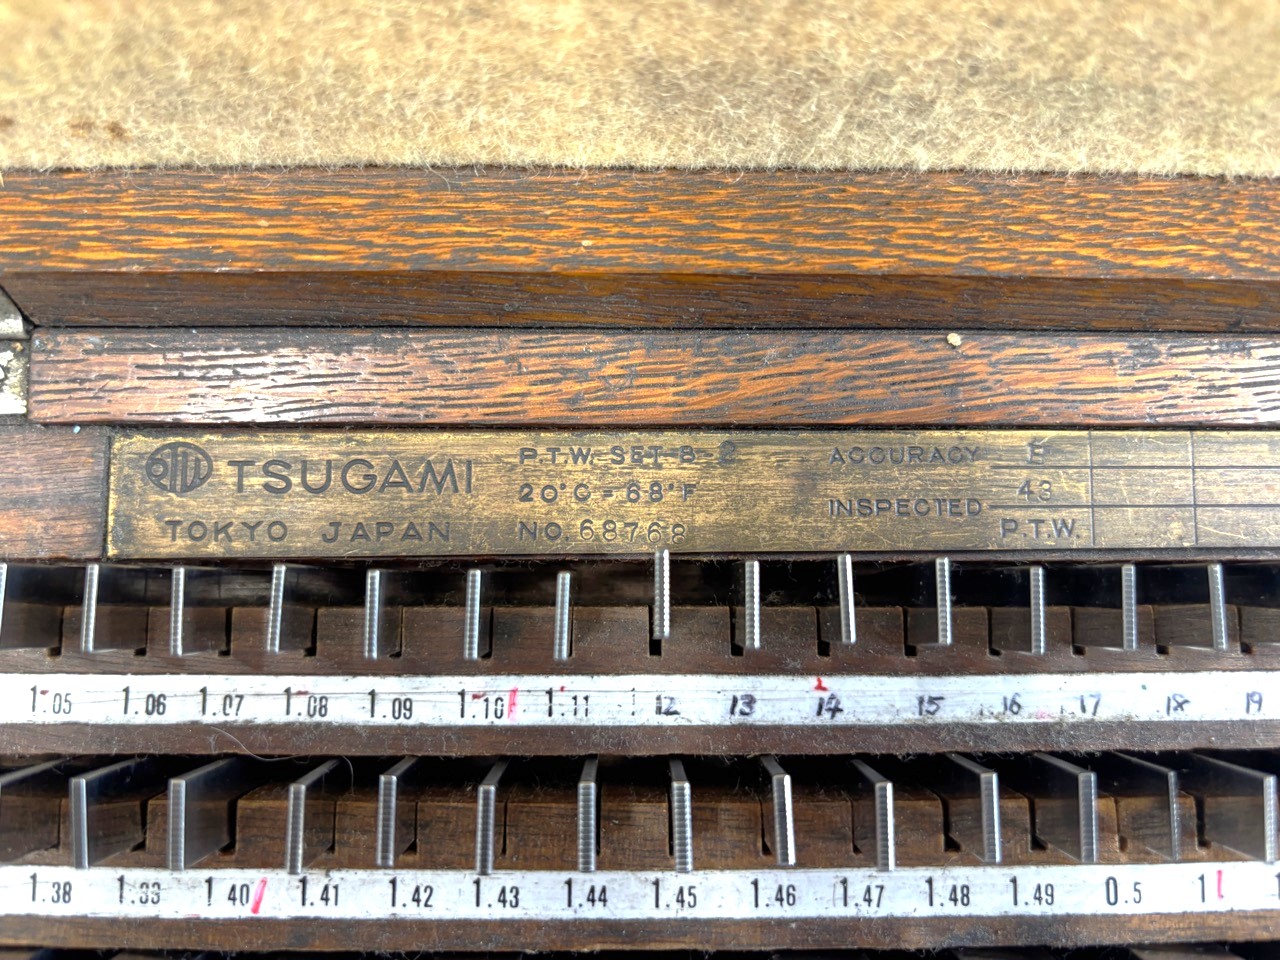 PTW TSUGAMI
TOKYO JAPAN
P.T.W. SET-B-2
20°C=68°F
NO. 68768
ACCURACY E
INSPECTED 43
P.T.W.
1.05 1.06 1.07 1.08 1.09 1.10 1.11 12 13 14 15 16 17 18 19
1.38 1.39 1.40 1.41 1.42 1.43 1.44 1.45 1.46 1.47 1.48 1.49 0.5 1